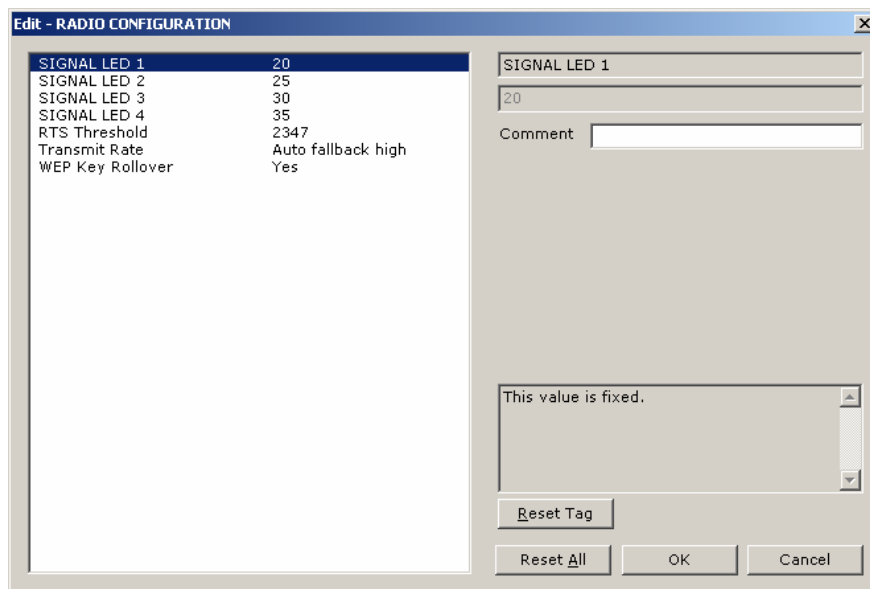 Edit - RADIO CONFIGURATION
SIGNAL LED 1 20
SIGNAL LED 2 25
SIGNAL LED 3 30
SIGNAL LED 4 35
RTS Threshold 2347
Transmit Rate Auto fallback high
WEP Key Rollover Yes
SIGNAL LED 1
20
Comment
This value is fixed.
Reset Tag
Reset All OK Cancel